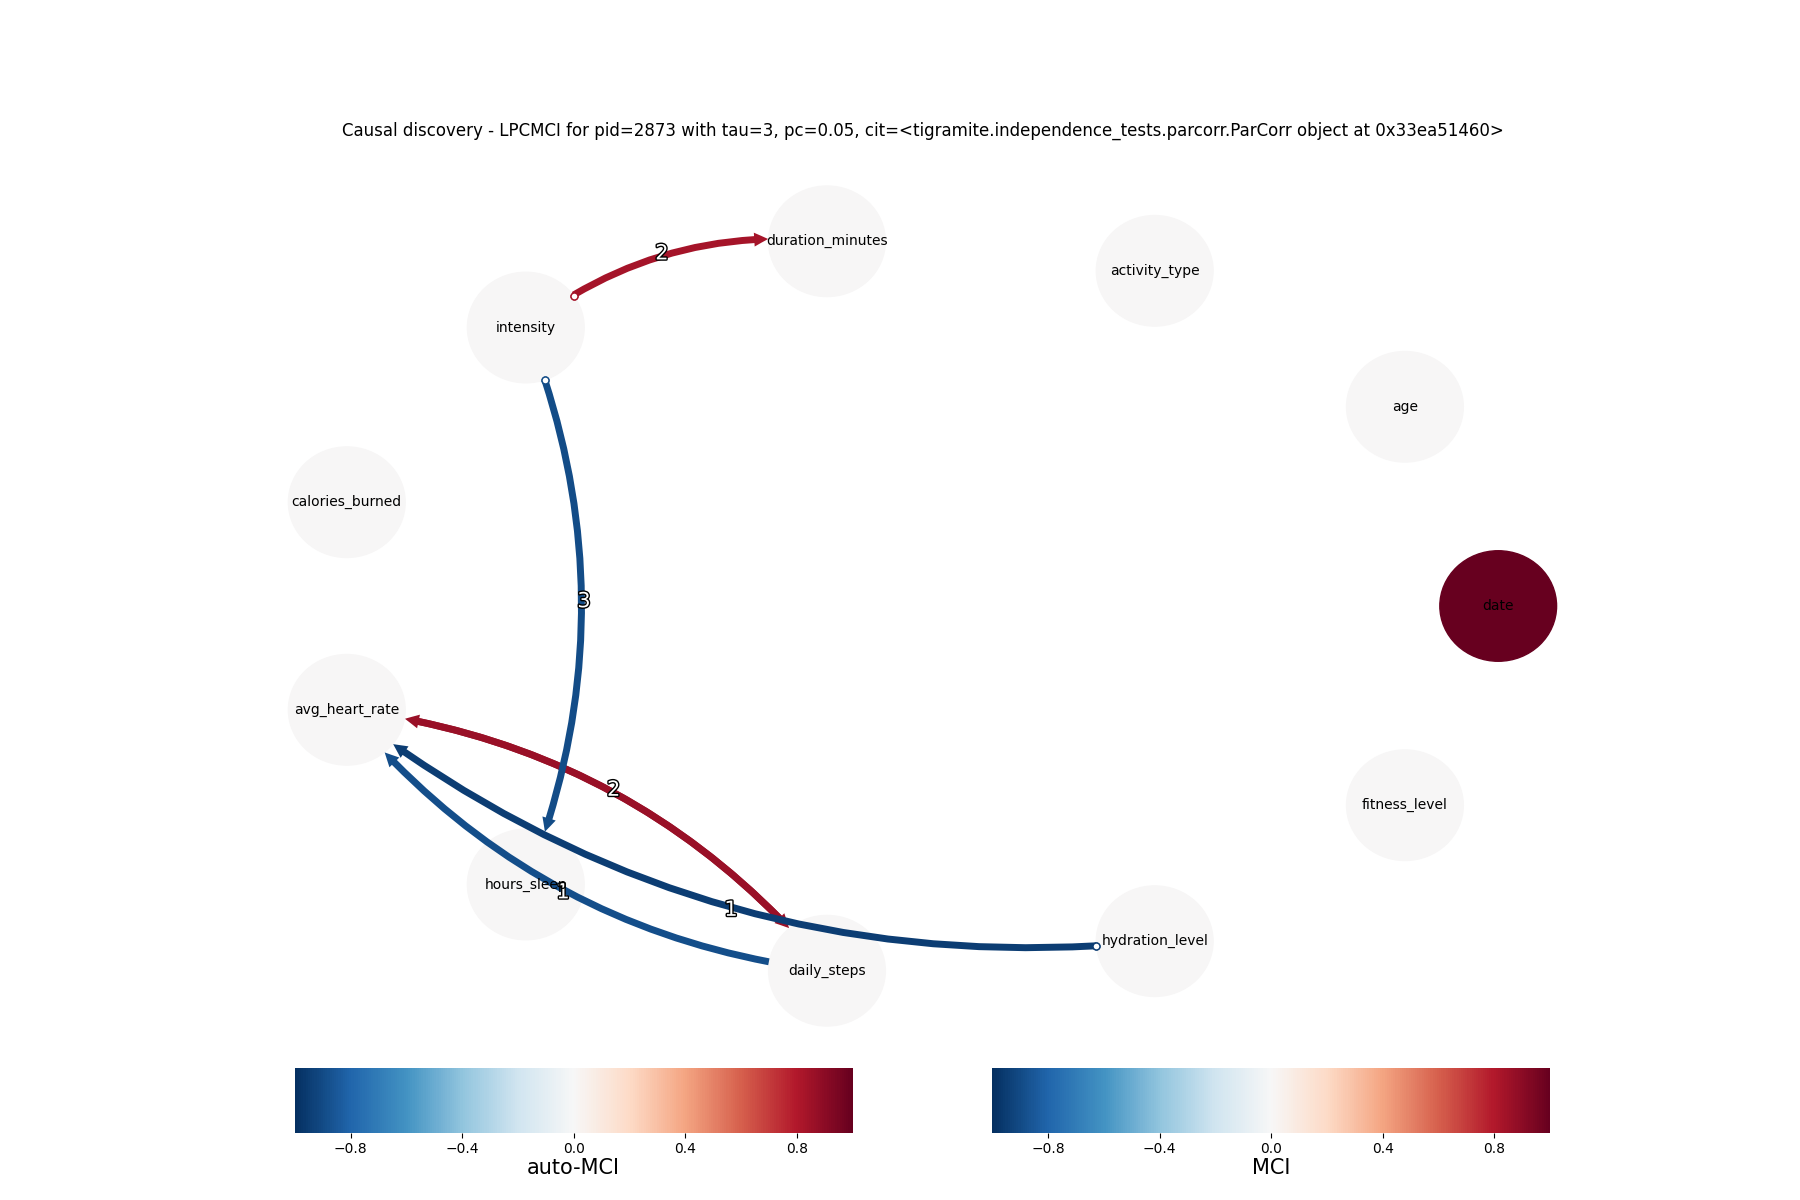 Causal discovery - LPCMCI for pid=2873 with tau=3, pc=0.05, cit=<tigramite.independence_tests.parcorr.ParCorr object at 0x33ea51460>
duration_minutes
2
activity_type
intensity
age
calories_burned
3
date
avg_heart_rate
2
fitness_level
hours_sleep
1
1
hydration_level
daily_steps
−0.8 −0.4 0.0 0.4 0.8
auto-MCI
−0.8 −0.4 0.0 0.4 0.8
MCI